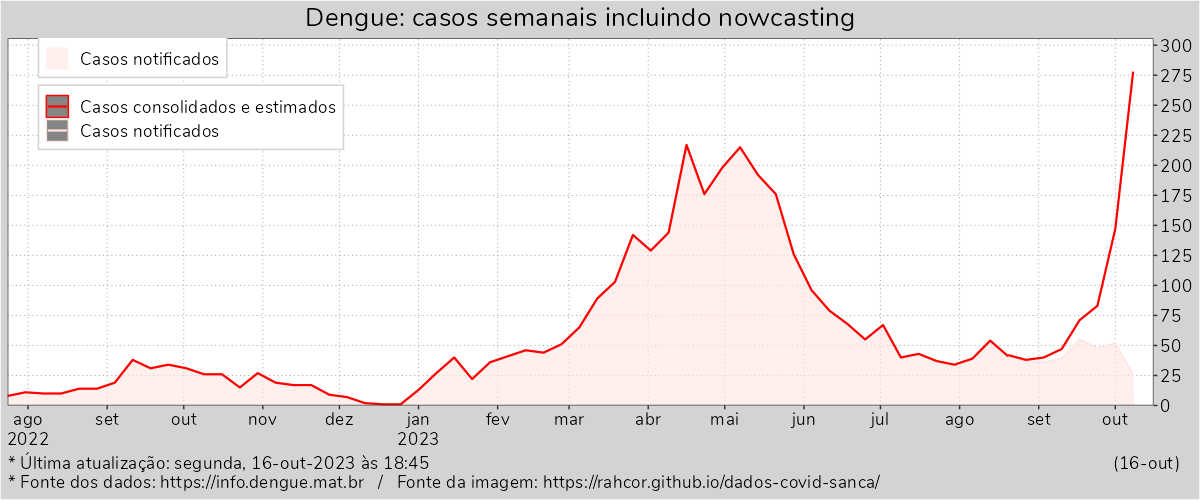 Dengue: casos semanais incluindo nowcasting
Casos notificados
Casos consolidados e estimados
Casos notificados
300
275
250
225
200
175
150
125
100
75
50
25
0
ago set out nov dez jan fev mar abr mai jun jul ago set out
2022 2023
* Última atualização: segunda, 16-out-2023 às 18:45 (16-out)
* Fonte dos dados: https://info.dengue.mat.br / Fonte da imagem: https://rahcor.github.io/dados-covid-sanca/